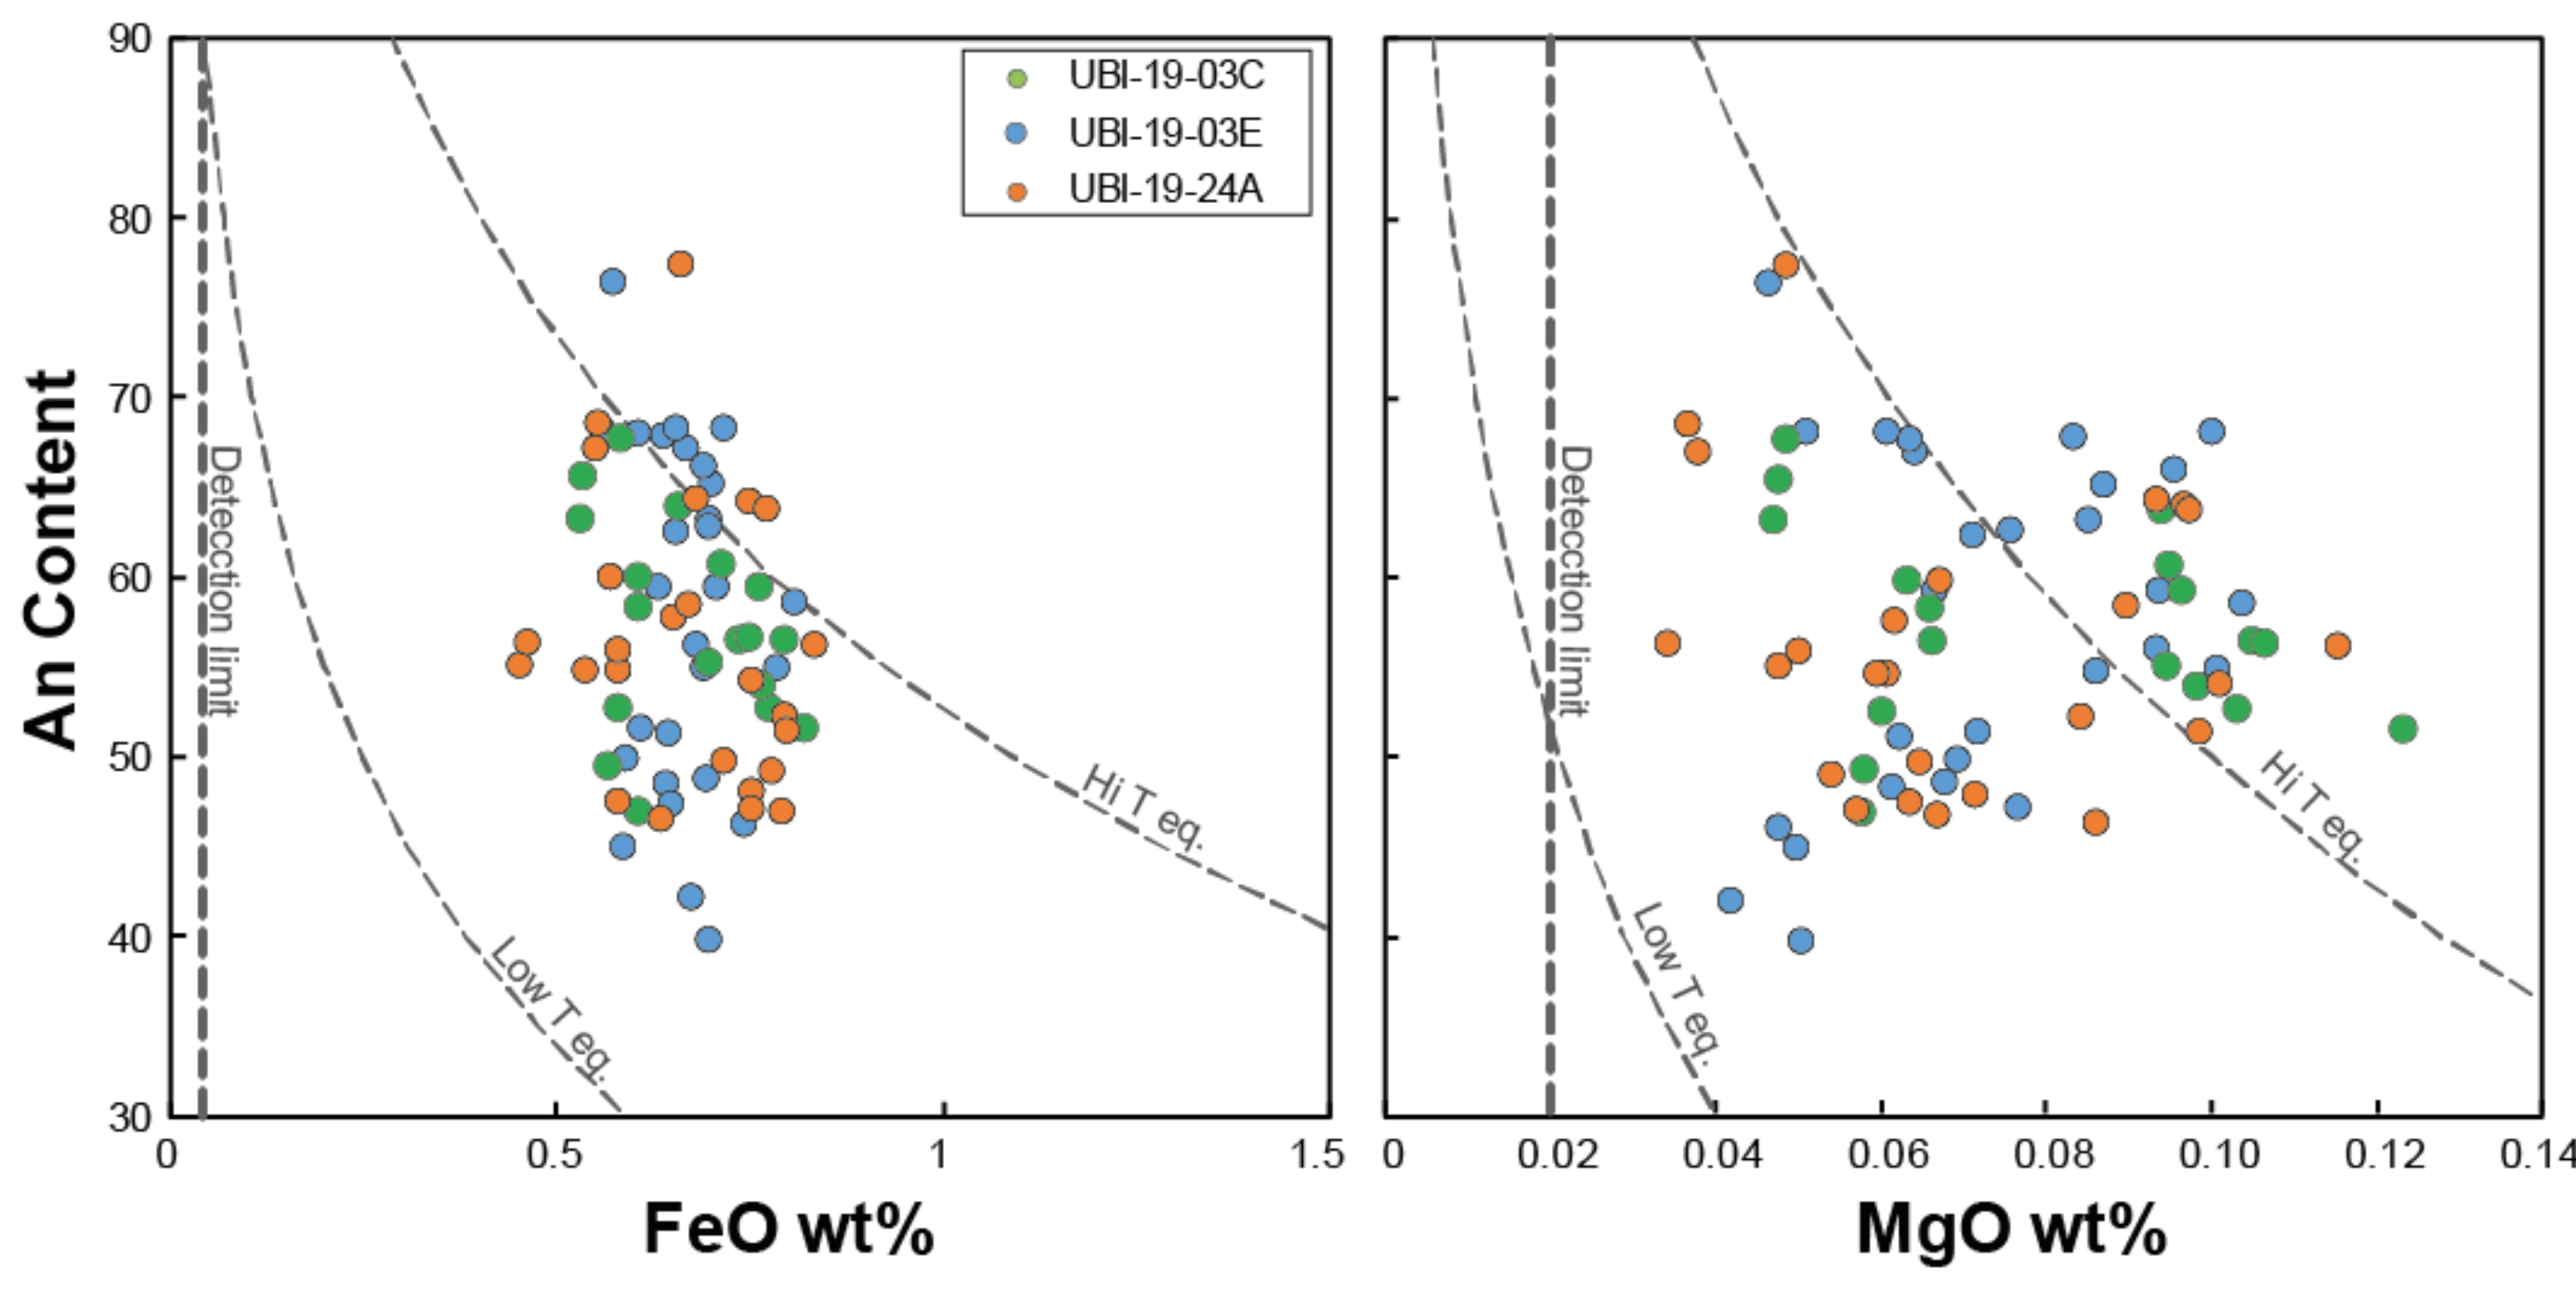 90
80
70
60
50
40
30
An Content
UBI-19-03C
UBI-19-03E
UBI-19-24A
Detecction limit
Low T eq.
Hi T eq.
0
0.5
1
1.5
FeO wt%
Detecction limit
Low T eq.
Hi T eq.
0
0.02
0.04
0.06
0.08
0.10
0.12
0.14
MgO wt%